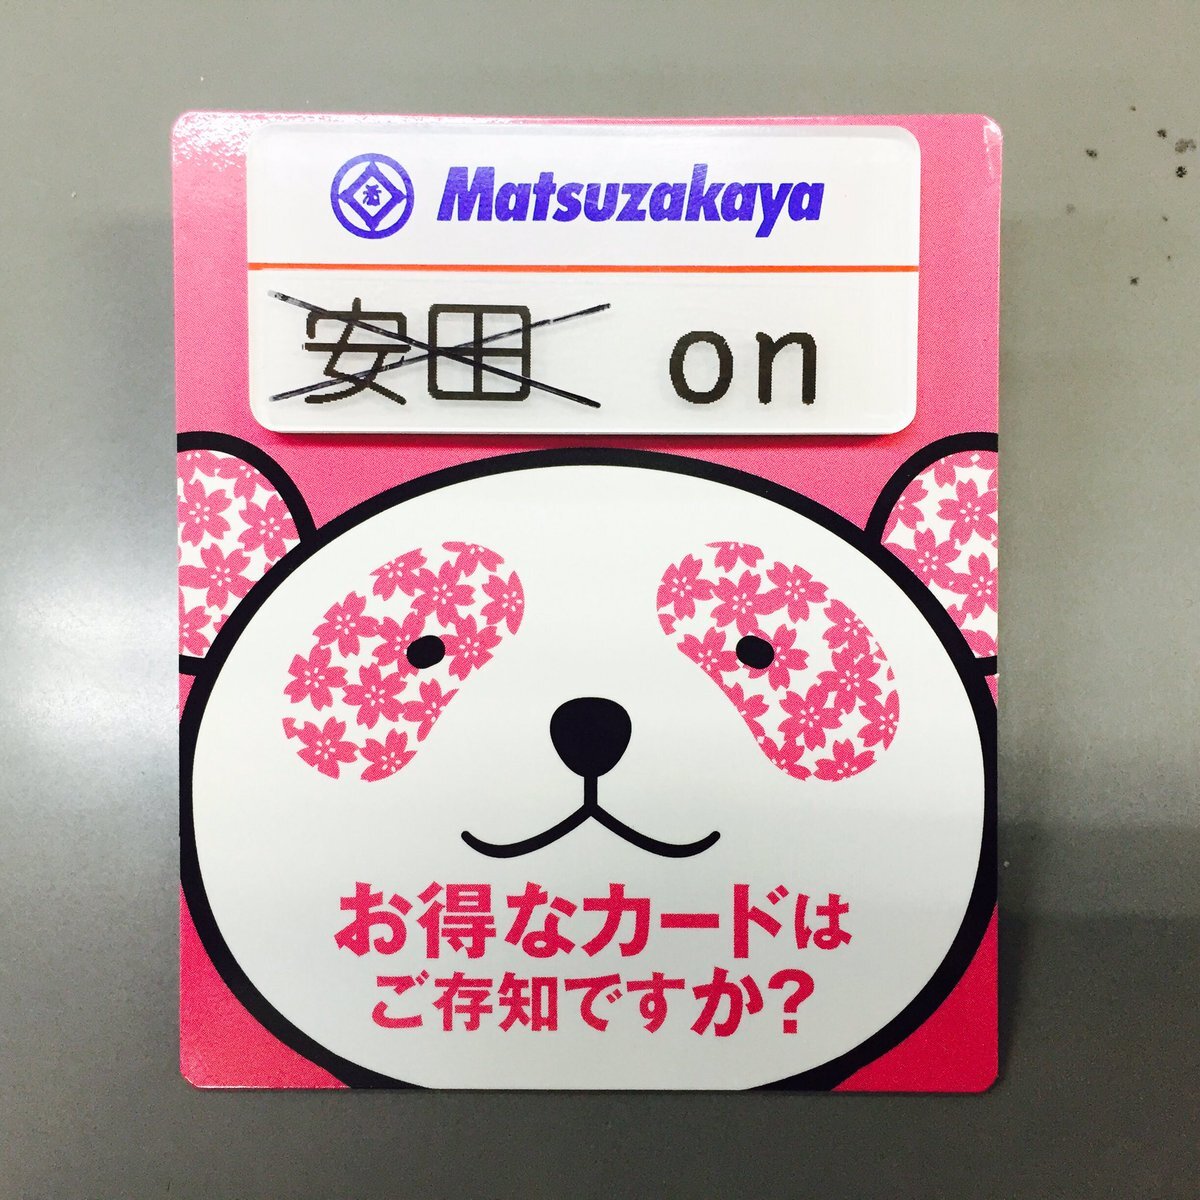 Matsuzakaya
安田 on
お得なカードは
ご存知ですか?